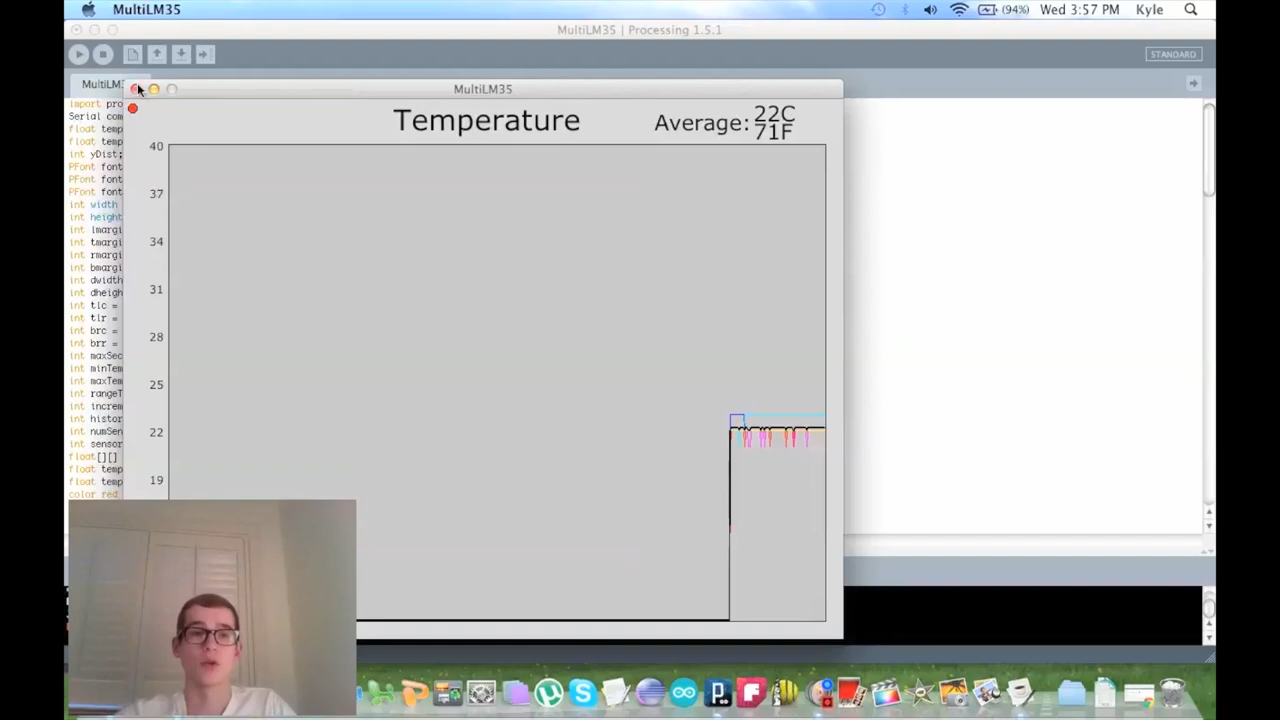 MultiLM35
(94%) Wed 3:57 PM Kyle
MultiLM35 | Processing 1.5.1
STANDARD
MultiLM3
MultiLM35
Temperature
Average: 22C
71F
import pro
Serial com
float temp
float temp
int yDist;
PFont font
PFont font
PFont font
int width
int height
int lmargi
int tmargi
int rmargi
int bmargi
int dwidth
int dheigh
int tlc =
int tlr =
int brc =
int brr =
int maxSec
int minTem
int maxTem
int rangeT
int increm
int histor
int numSen
int sensor
float[][]
float temp
float temp
color red
40
37
34
31
28
25
22
19